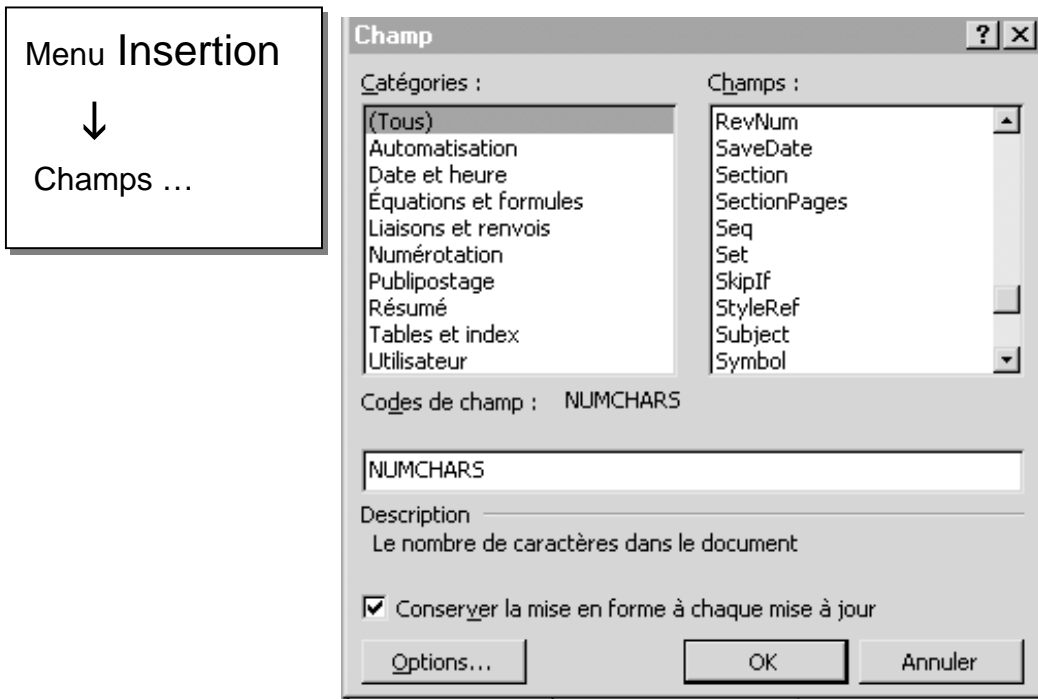 Menu Insertion
↓
Champs …
Champ
Catégories :
(Tous)
Automatisation
Date et heure
Équations et formules
Liaisons et renvois
Numérotation
Publipostage
Résumé
Tables et index
Utilisateur
Champs :
RevNum
SaveDate
Section
SectionPages
Seq
Set
SkipIf
StyleRef
Subject
Symbol
Codes de champ : NUMCHARS
NUMCHARS
Description
Le nombre de caractères dans le document
Conserver la mise en forme à chaque mise à jour
Options... OK Annuler